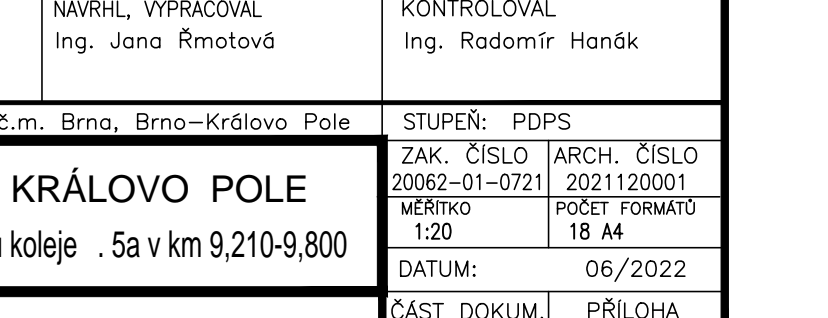 NAVRHL, VYPRACOVAL
Ing. Jana Řmotová
KONTROLOVAL
Ing. Radomír Hanák
č.m. Brna, Brno–Královo Pole
STUPEŇ: PDPS
KRÁLOVO POLE
koleje . 5a v km 9,210-9,800
ZAK. ČÍSLO
20062–01–0721
ARCH. ČÍSLO
2021120001
MĚŘÍTKO
1:20
POČET FORMÁTŮ
18 A4
DATUM: 06/2022
ČÁST DOKUM.
PŘÍLOHA